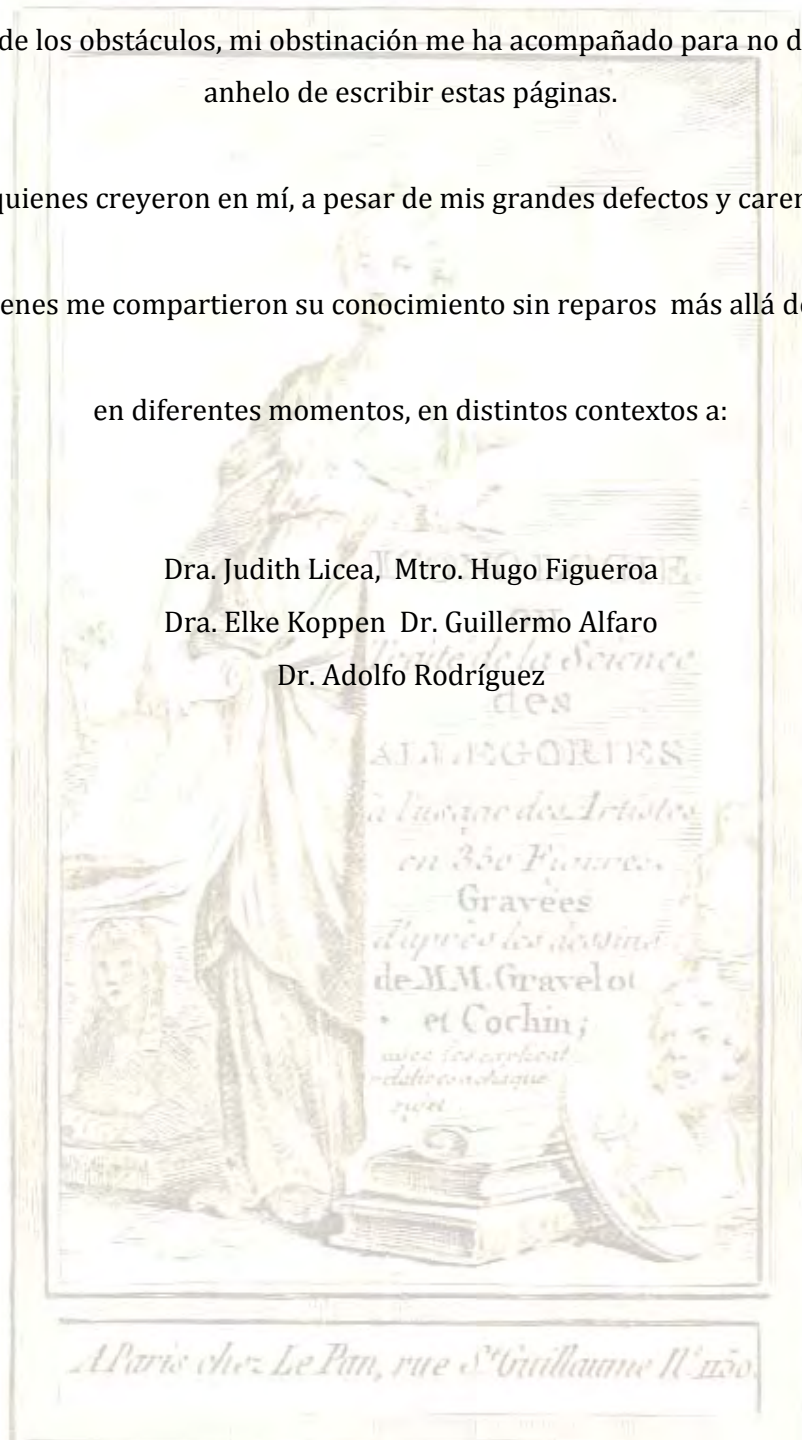 de los obstáculos, mi obstinación me ha acompañado para no
anhelo de escribir estas páginas.
quienes creyeron en mí, a pesar de mis grandes defectos y
me compartieron su conocimiento sin reparos más allá
en diferentes momentos, en distintos contextos a:
Dra. Judith Licea, Mtro. Hugo Figueroa
Dra. Elke Koppen Dr. Guillermo Alfaro
Dr. Adolfo Rodríguez
de la Science
des
ALLEGORIES
à l'usage des Artistes
en 350 Figures,
Gravées
d'après les dessins
de M.M. Gravelot
et Cochin;
A Paris chez Le Pan, rue St. Guillaume